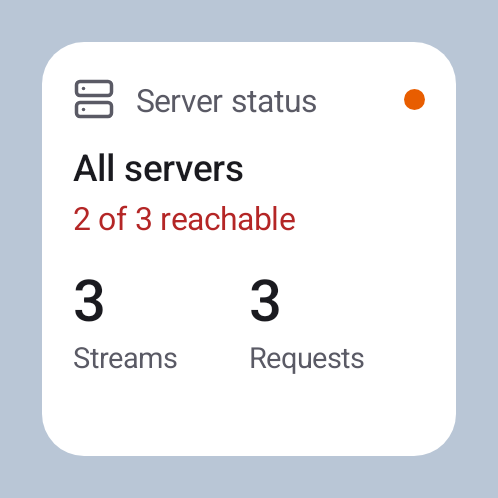 Server status
All servers
2 of 3 reachable
3 3
Streams Requests